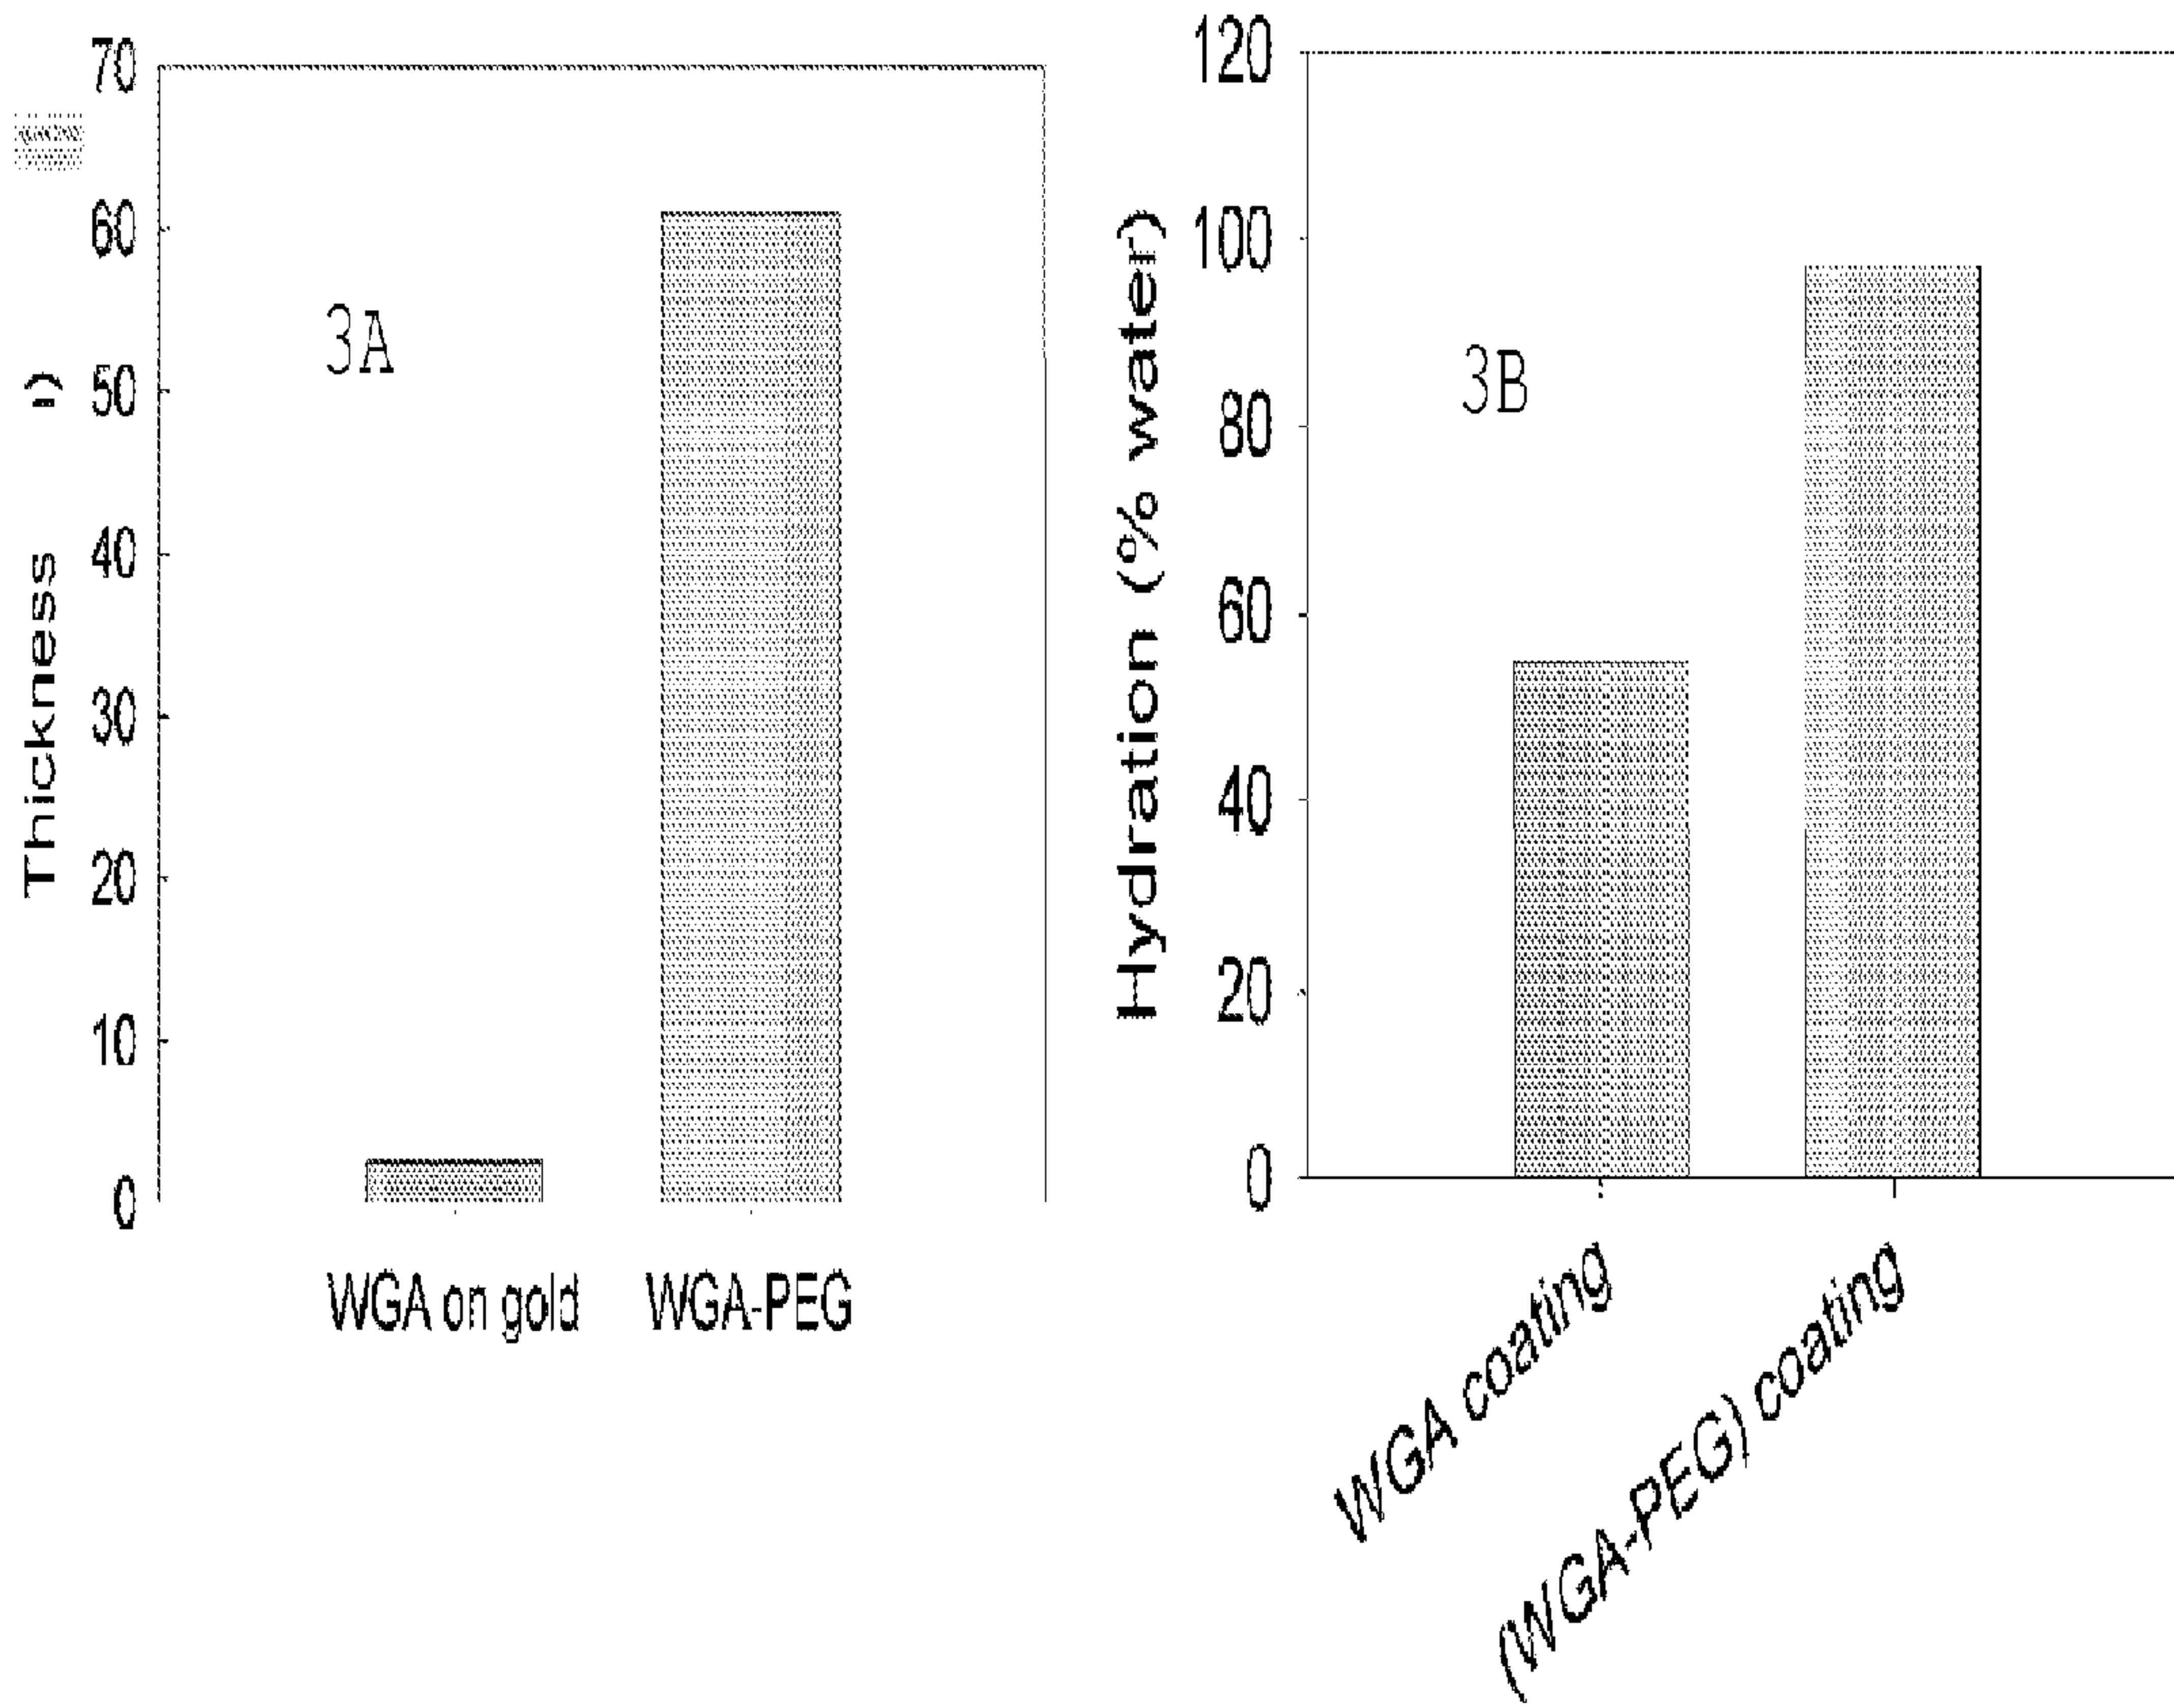 70
60
50
40
30
20
10
0
Thickness
3A
WGA on gold
WGA-PEG
120
100
80
60
40
20
0
Hydration (% water)
3B
WGA coating
(WGA-PEG) coating